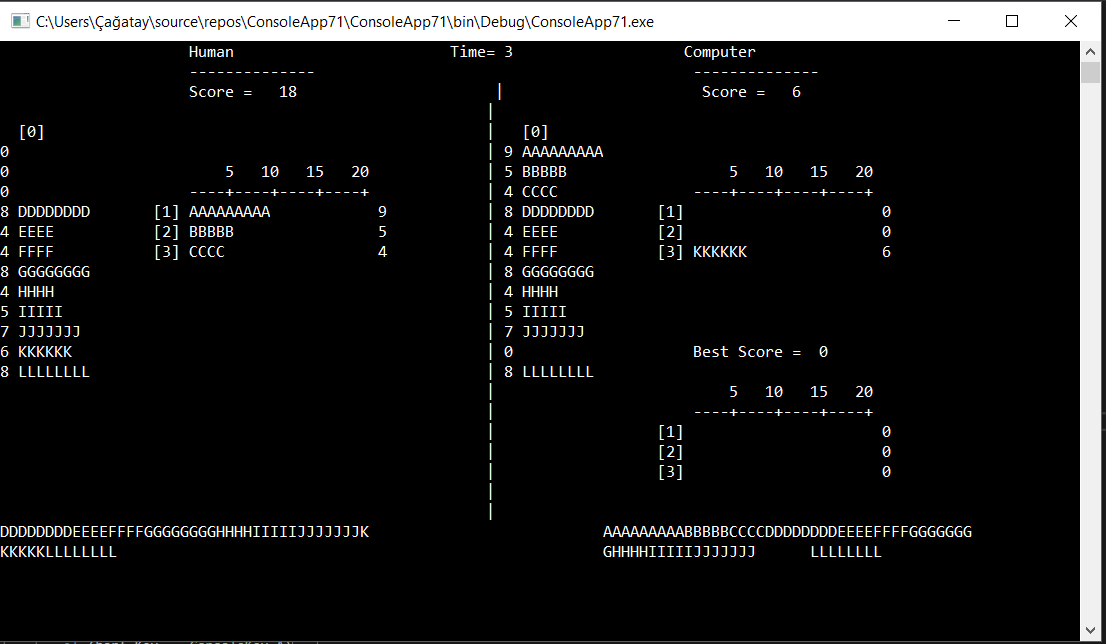 C:\Users\Çağatay\source\repos\ConsoleApp71\ConsoleApp71\bin\Debug\ConsoleApp71.exe
Human Time= 3 Computer
-------------- --------------
Score = 18 | Score = 6
|
[0] | [0]
0 | 9 AAAAAAAAA
0 5 10 15 20 | 5 BBBBB 5 10 15 20
0 ----+----+----+----+ | 4 CCCC ----+----+----+----+
8 DDDDDDDD [1] AAAAAAAAA 9 | 8 DDDDDDDD [1] 0
4 EEEE [2] BBBBB 5 | 4 EEEE [2] 0
4 FFFF [3] CCCC 4 | 4 FFFF [3] KKKKKK 6
8 GGGGGGGG | 8 GGGGGGGG
4 HHHH | 4 HHHH
5 IIIII | 5 IIIII
7 JJJJJJJ | 7 JJJJJJJ
6 KKKKKK | 0 Best Score = 0
8 LLLLLLLL | 8 LLLLLLLL
| 5 10 15 20
| ----+----+----+----+
| [1] 0
| [2] 0
| [3] 0
|
|
DDDDDDDDEEEEFFFFGGGGGGGGHHHHIIIIIJJJJJJJK AAAAAAAAABBBBBCCCCDDDDDDDDEEEEFFFFGGGGGGG
KKKKKLLLLLLLL GHHHHIIIIIJJJJJJJ LLLLLLLL